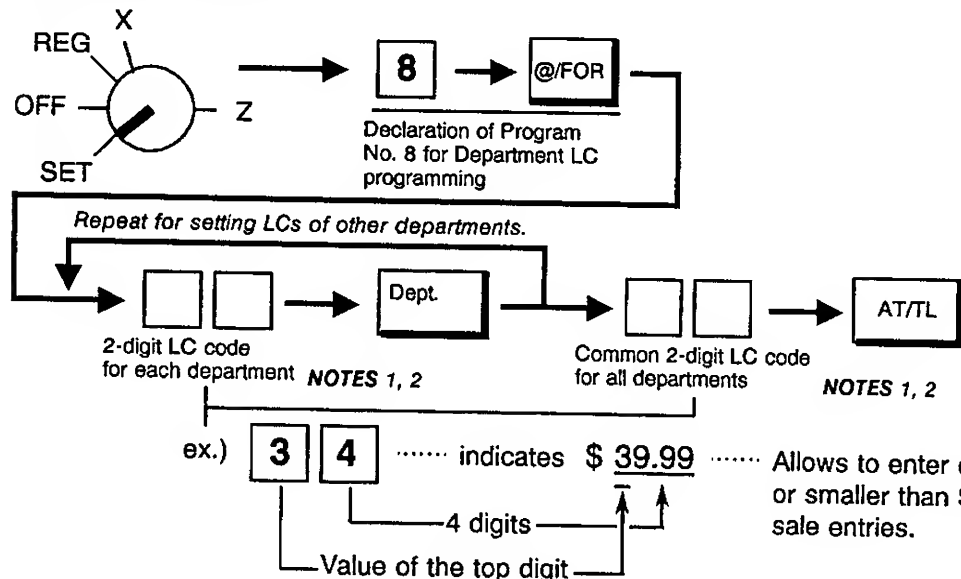 X
REG
OFF
Z
SET
8
@/FOR
Declaration of Program
No. 8 for Department LC
programming
Repeat for setting LCs of other departments.
Dept.
AT/TL
2-digit LC code
for each department NOTES 1, 2
Common 2-digit LC code
for all departments
NOTES 1, 2
ex.) 3 4 ······· indicates $ 39.99 ······· Allows to enter
or smaller than
sale entries.
4 digits
Value of the top digit